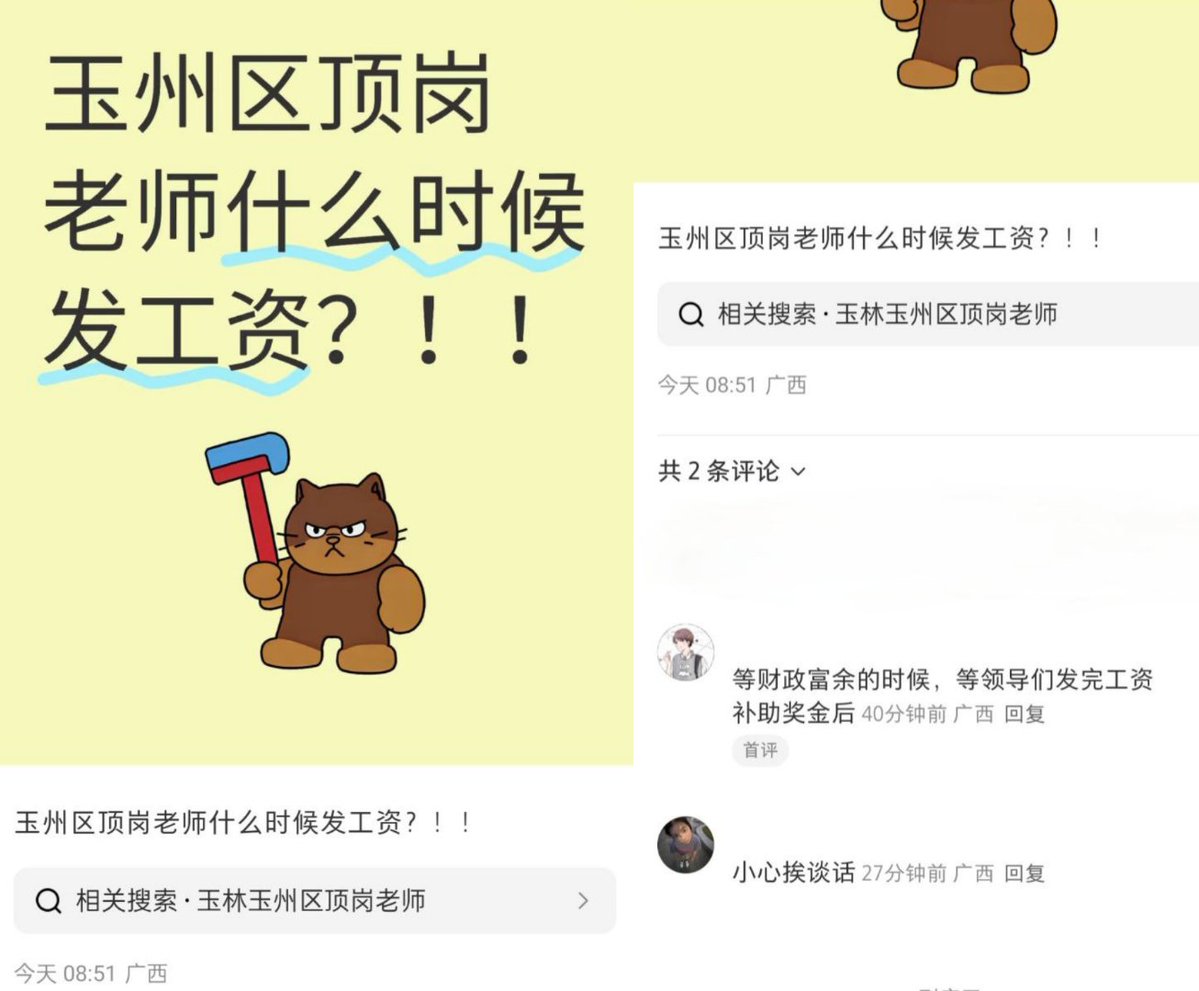 玉州区顶岗
老师什么时候
发工资？！！
玉州区顶岗老师什么时候发工资？！！
相关搜索·玉林玉州区顶岗老师
今天 08:51 广西
玉州区顶岗老师什么时候发工资？！！
相关搜索·玉林玉州区顶岗老师
今天 08:51 广西
共 2 条评论
等财政富余的时候，等领导们发完工资
补助奖金后 40分钟前 广西 回复
首评
小心挨谈话 27分钟前 广西 回复